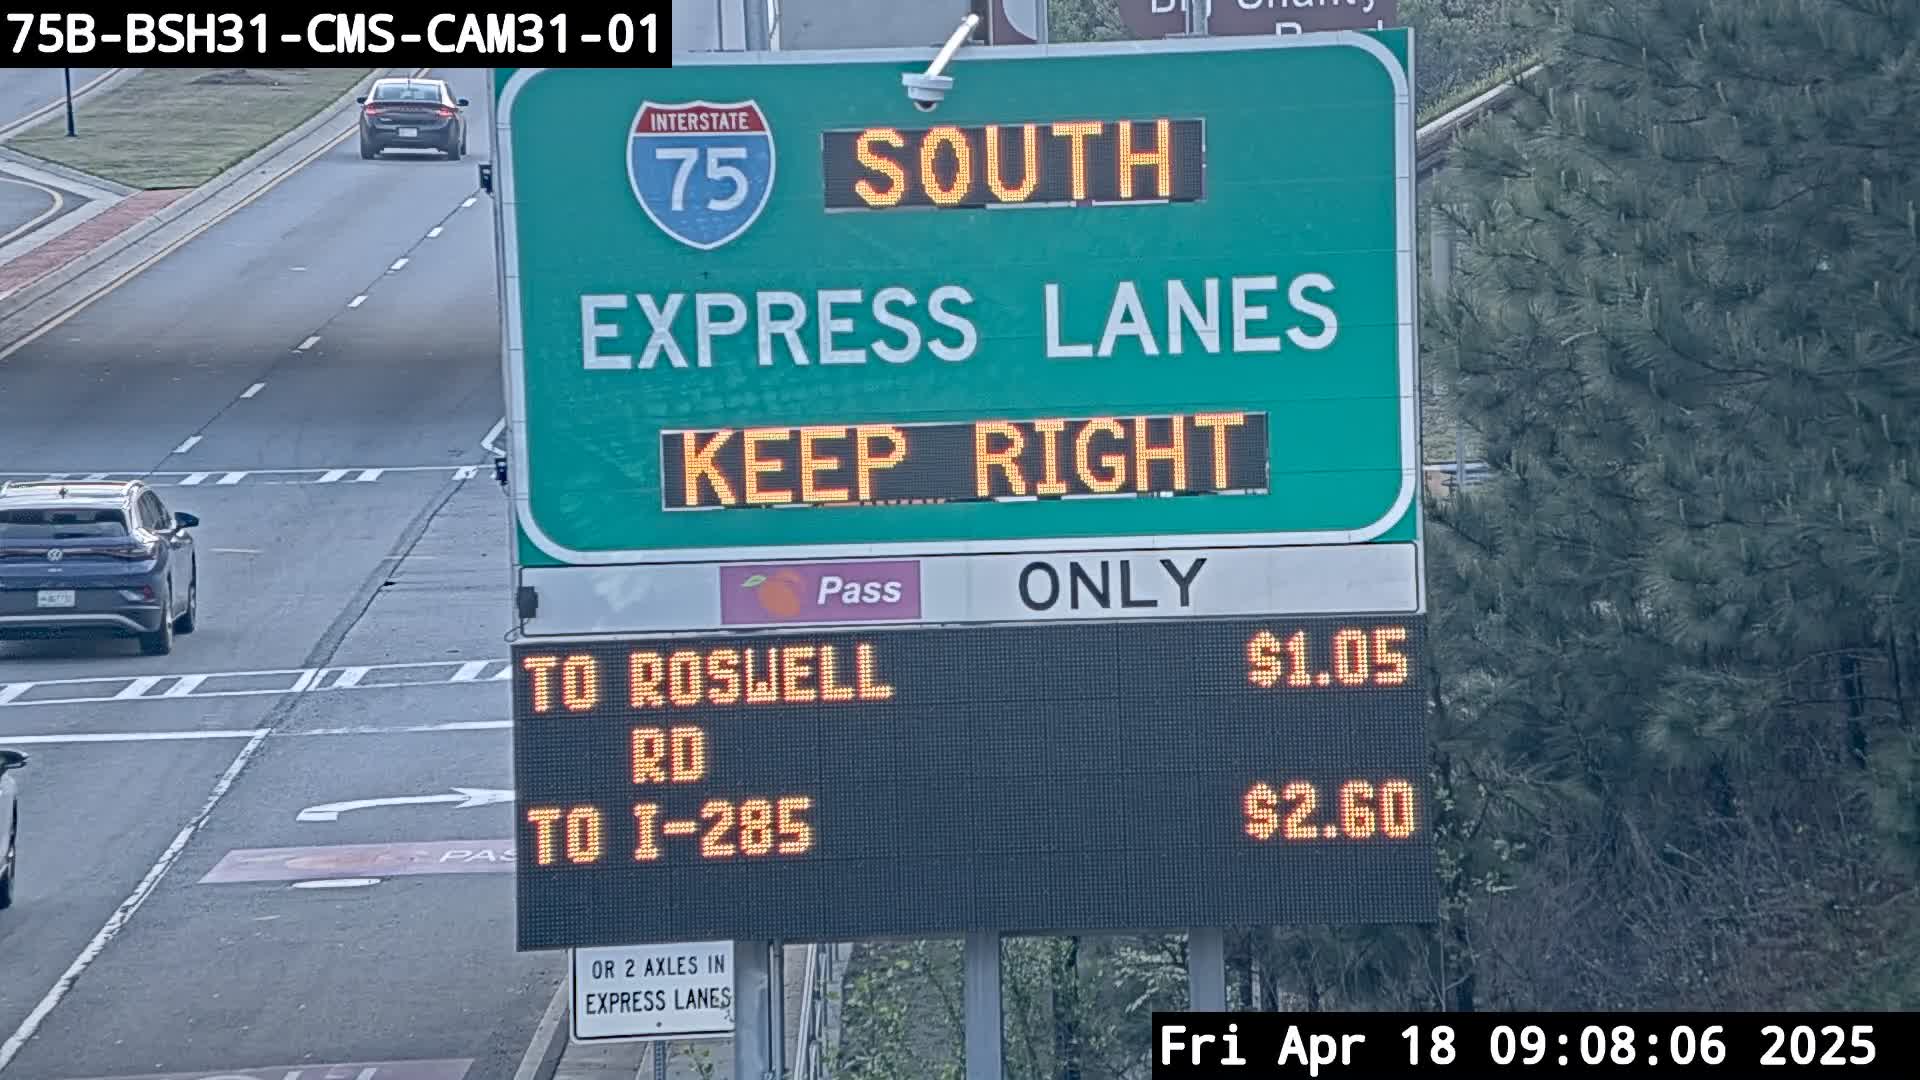 75B-BSH31-CMS-CAM31-01
INTERSTATE
75
SOUTH
EXPRESS LANES
KEEP RIGHT
Pass
ONLY
TO ROSWELL $1.05
RD
TO I-285 $2.60
OR 2 AXLES IN
EXPRESS LANES
Fri Apr 18 09:08:06 2025